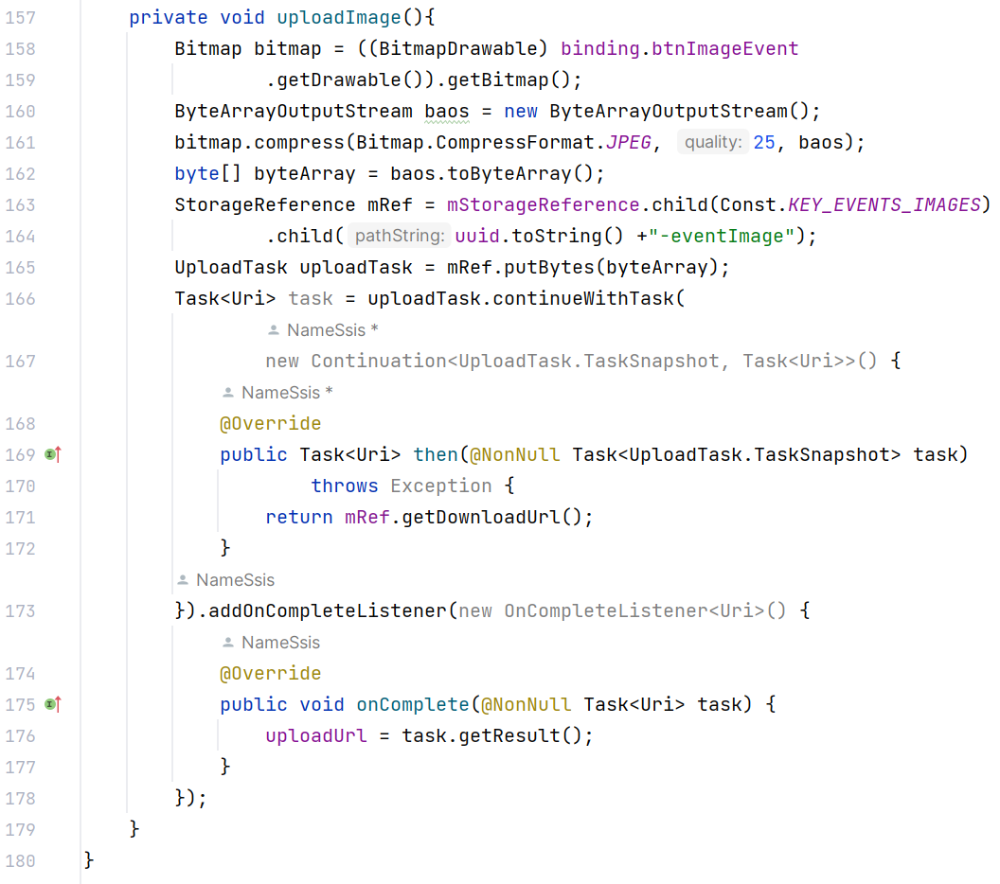 157 private void uploadImage(){
158 Bitmap bitmap = ((BitmapDrawable) binding.btnImageEvent
159 .getDrawable()).getBitmap();
160 ByteArrayOutputStream baos = new ByteArrayOutputStream();
161 bitmap.compress(Bitmap.CompressFormat.JPEG, quality: 25, baos);
162 byte[] byteArray = baos.toByteArray();
163 StorageReference mRef = mStorageReference.child(Const.KEY_EVENTS_IMAGES)
164 .child( pathString: uuid.toString() +"-eventImage");
165 UploadTask uploadTask = mRef.putBytes(byteArray);
166 Task<Uri> task = uploadTask.continueWithTask(
NameSsis *
167 new Continuation<UploadTask.TaskSnapshot, Task<Uri>>() {
NameSsis *
168 @Override
169 public Task<Uri> then(@NonNull Task<UploadTask.TaskSnapshot> task)
170 throws Exception {
171 return mRef.getDownloadUrl();
172 }
NameSsis
173 }).addOnCompleteListener(new OnCompleteListener<Uri>() {
NameSsis
174 @Override
175 public void onComplete(@NonNull Task<Uri> task) {
176 uploadUrl = task.getResult();
177 }
178 });
179 }
180 }